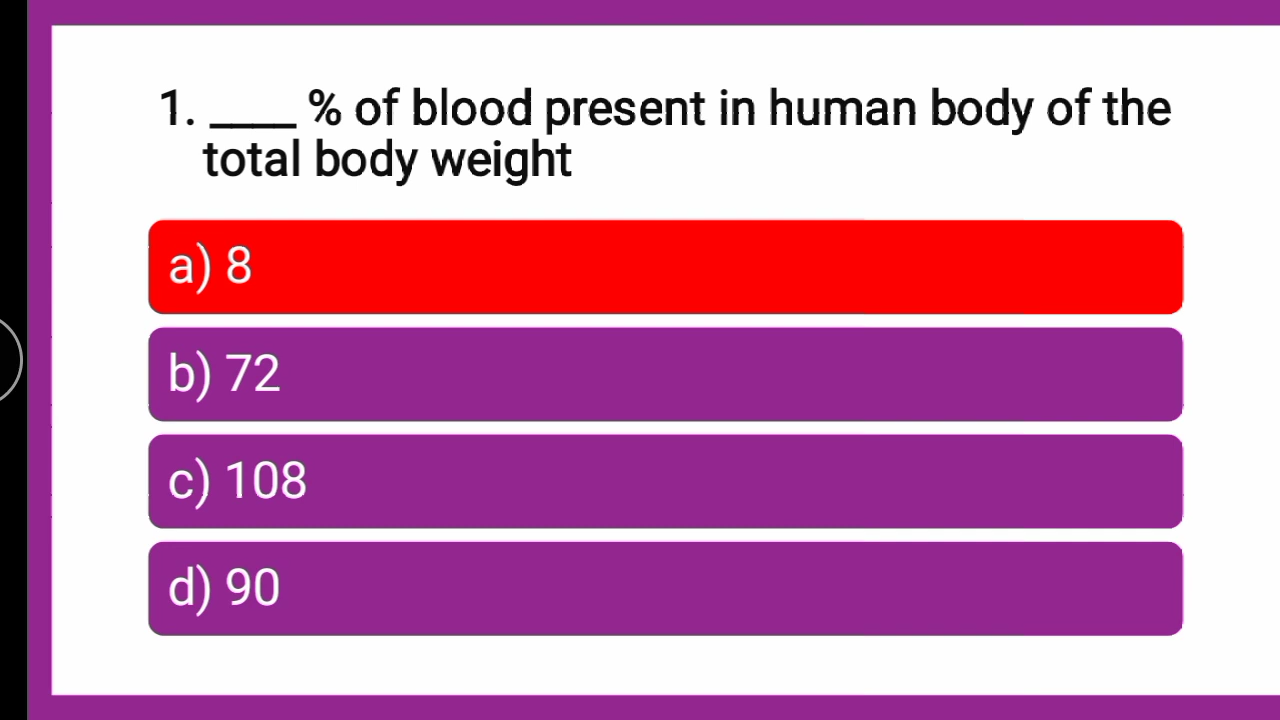 1. ____ % of blood present in human body of the
total body weight
a) 8
b) 72
c) 108
d) 90